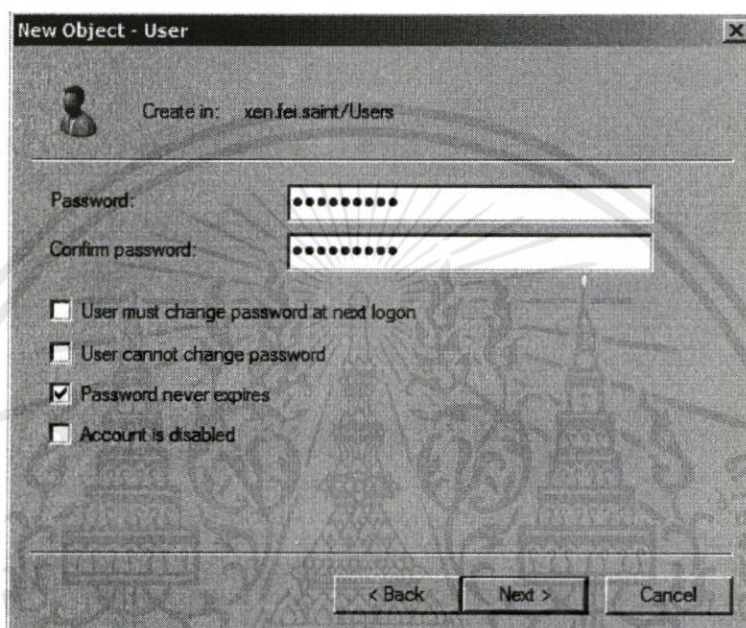 New Object - User
Create in: xen.fei.saint/Users
Password: ●●●●●●●●●
Confirm password: ●●●●●●●●●
User must change password at next logon
User cannot change password
Password never expires
Account is disabled
< Back Next > Cancel